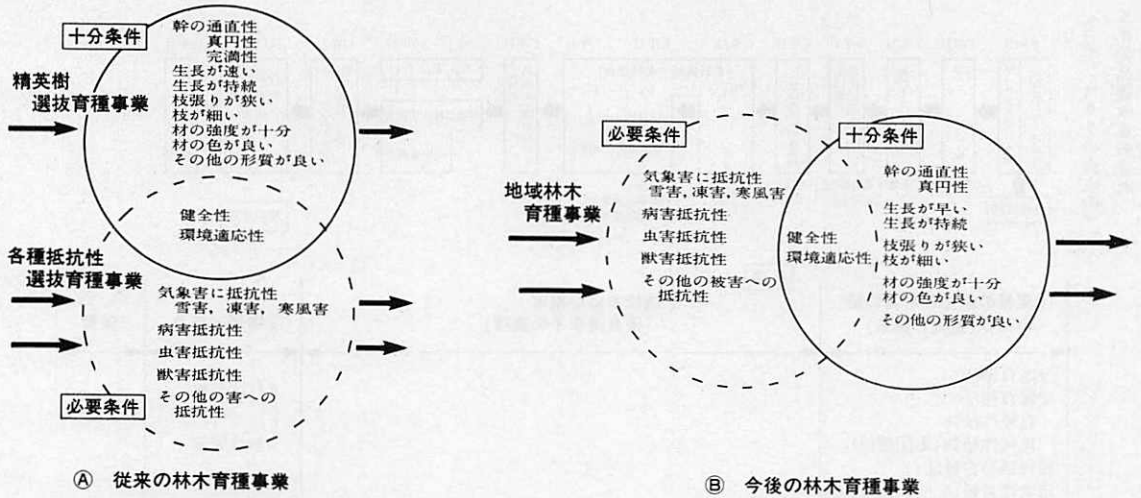 十分条件
幹の通直性
真円性
完満性
生長が速い
生長が持続
枝張りが狭い
枝が細い
材の強度が十分
材の色が良い
その他の形質が良い
精英樹
選抜育種事業
健全性
環境適応性
各種抵抗性
選抜育種事業
気象害に抵抗性
雪害，凍害，寒風害
病害抵抗性
虫害抵抗性
獣害抵抗性
その他の害への
抵抗性
必要条件
Ⓐ 従来の林木育種事業
必要条件
気象害に抵抗性
雪害，凍害，寒風害
病害抵抗性
虫害抵抗性
獣害抵抗性
その他の被害への
抵抗性
地域林木
育種事業
健全性
環境適応性
十分条件
幹の通直性
真円性
生長が早い
生長が持続
枝張りが狭い
枝が細い
材の強度が十分
材の色が良い
その他の形質が良い
Ⓑ 今後の林木育種事業